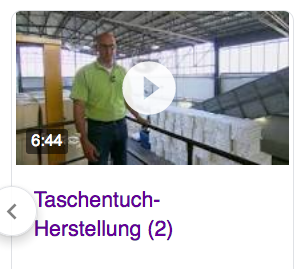 6:44
Taschentuch-
Herstellung (2)